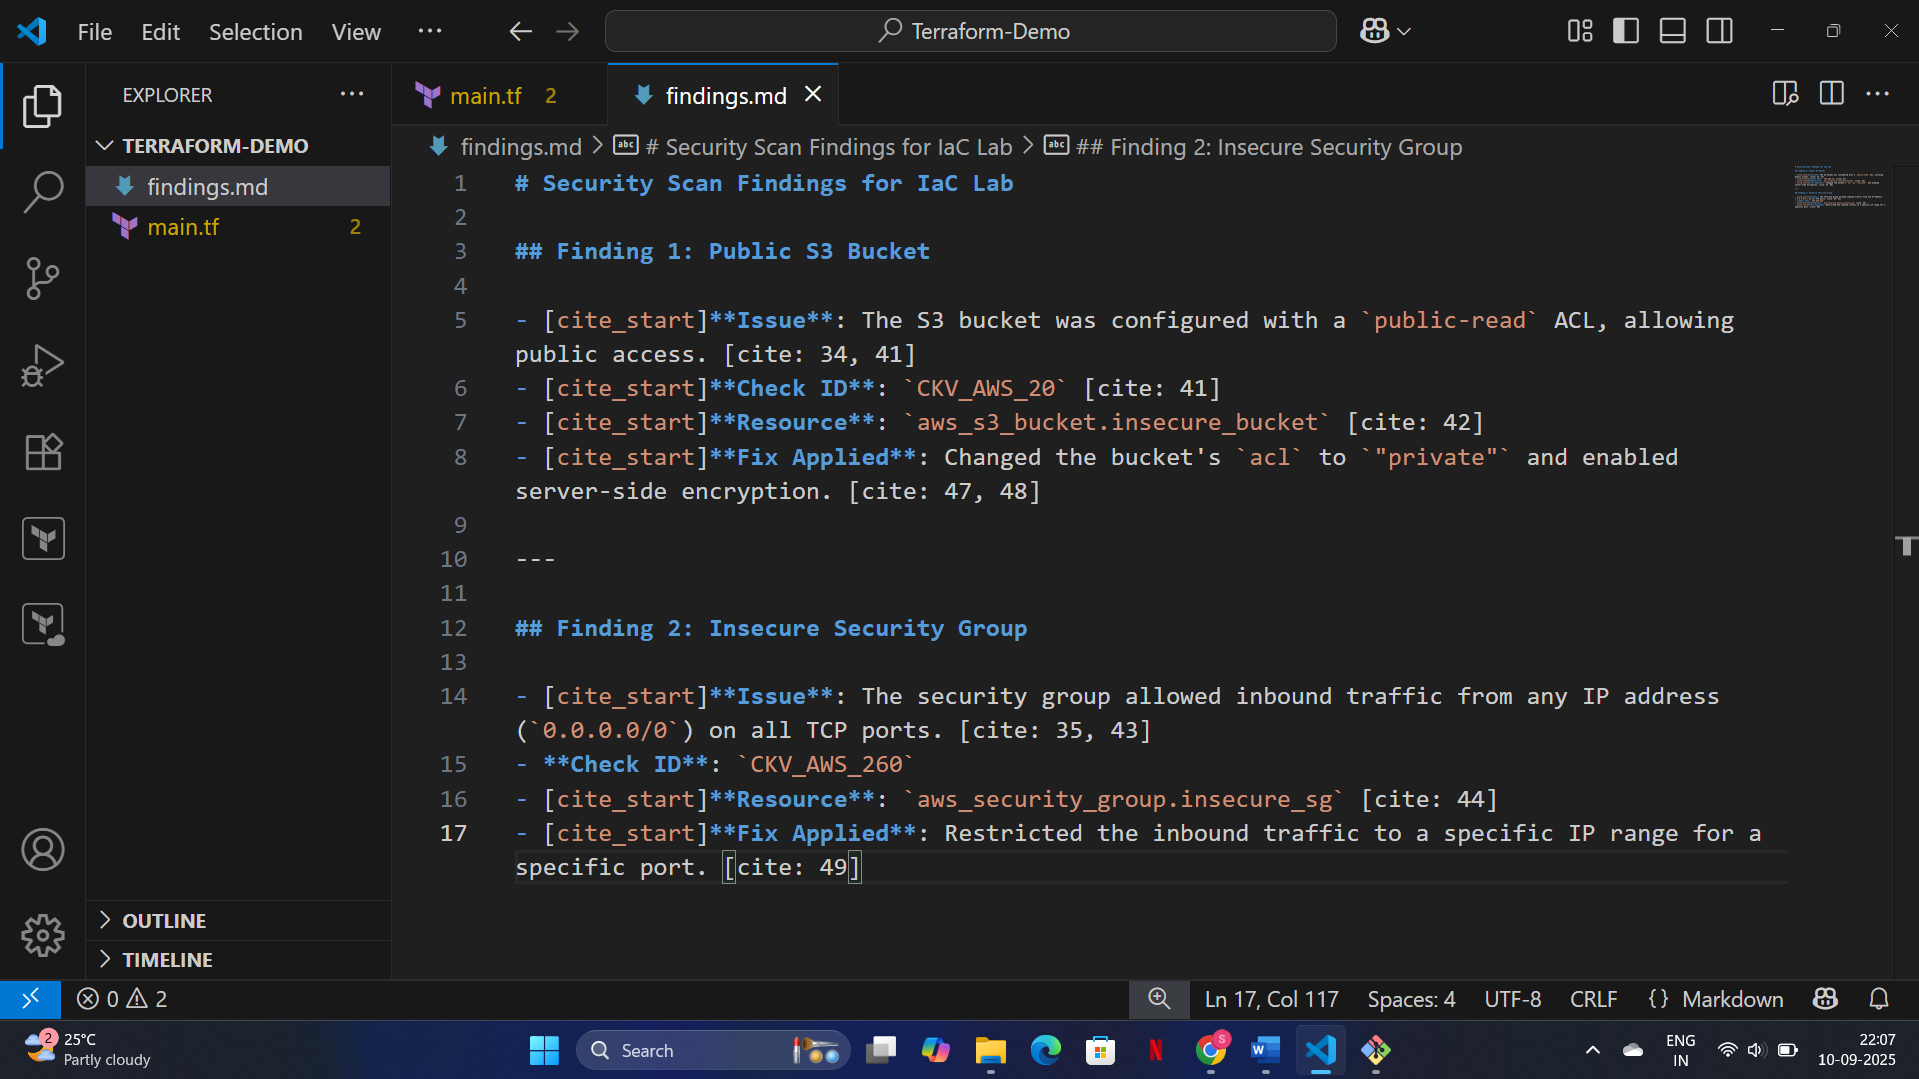 File Edit Selection View ··· Terraform-Demo
EXPLORER ···
TERRAFORM-DEMO
findings.md
main.tf 2
OUTLINE
TIMELINE
main.tf 2 findings.md
findings.md > # Security Scan Findings for IaC Lab > ## Finding 2: Insecure Security Group
1 # Security Scan Findings for IaC Lab
2
3 ## Finding 1: Public S3 Bucket
4
5 - [cite_start]**Issue**: The S3 bucket was configured with a `public-read` ACL, allowing
public access. [cite: 34, 41]
6 - [cite_start]**Check ID**: `CKV_AWS_20` [cite: 41]
7 - [cite_start]**Resource**: `aws_s3_bucket.insecure_bucket` [cite: 42]
8 - [cite_start]**Fix Applied**: Changed the bucket's `acl` to `"private"` and enabled
server-side encryption. [cite: 47, 48]
9
10 ---
11
12 ## Finding 2: Insecure Security Group
13
14 - [cite_start]**Issue**: The security group allowed inbound traffic from any IP address
(`0.0.0.0/0`) on all TCP ports. [cite: 35, 43]
15 - **Check ID**: `CKV_AWS_260`
16 - [cite_start]**Resource**: `aws_security_group.insecure_sg` [cite: 44]
17 - [cite_start]**Fix Applied**: Restricted the inbound traffic to a specific IP range for a
specific port. [cite: 49]
0 2 Ln 17, Col 117 Spaces: 4 UTF-8 CRLF {} Markdown
2 25°C
Partly cloudy
Search
ENG
IN
22:07
10-09-2025